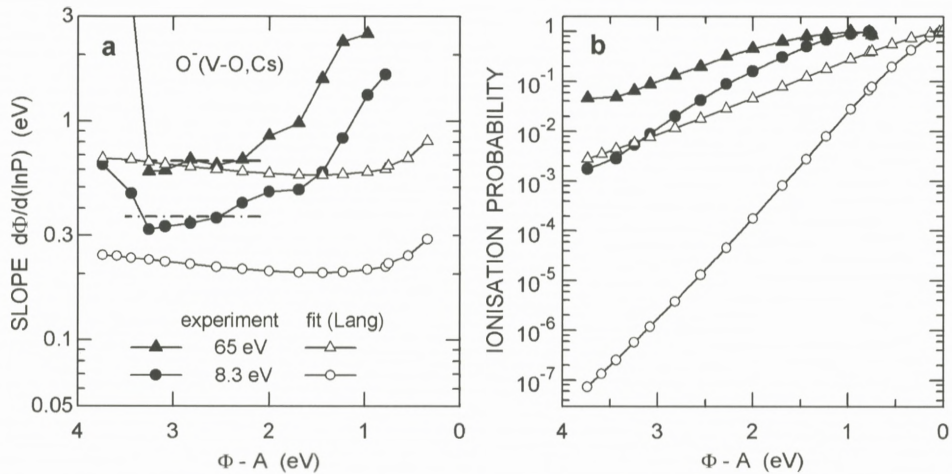 a
O⁻(V-O,Cs)
SLOPE dΦ/d(lnP) (eV)
3
1
0.3
0.1
0.05
experiment fit (Lang)
65 eV
8.3 eV
4 3 2 1 0
Φ - A (eV)
b
IONISATION PROBABILITY
1
10⁻¹
10⁻²
10⁻³
10⁻⁴
10⁻⁵
10⁻⁶
10⁻⁷
4 3 2 1 0
Φ - A (eV)